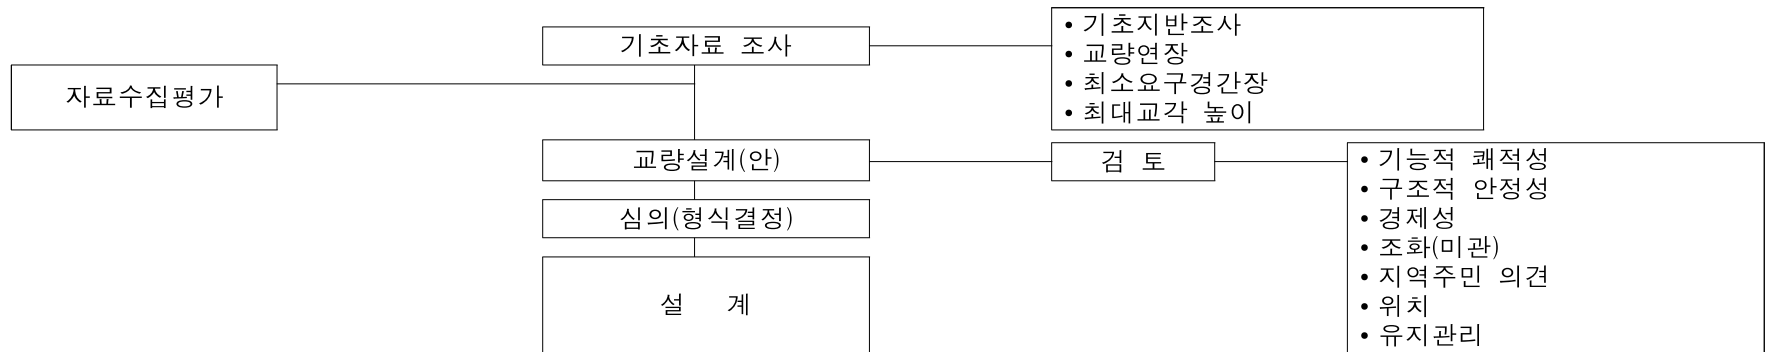 기초자료 조사
• 기초지반조사
• 교량연장
• 최소요구경간장
• 최대교각 높이
자료수집평가
교량설계(안)
검 토
• 기능적 쾌적성
• 구조적 안정성
• 경제성
• 조화(미관)
• 지역주민 의견
• 위치
• 유지관리
심의(형식결정)
설 계